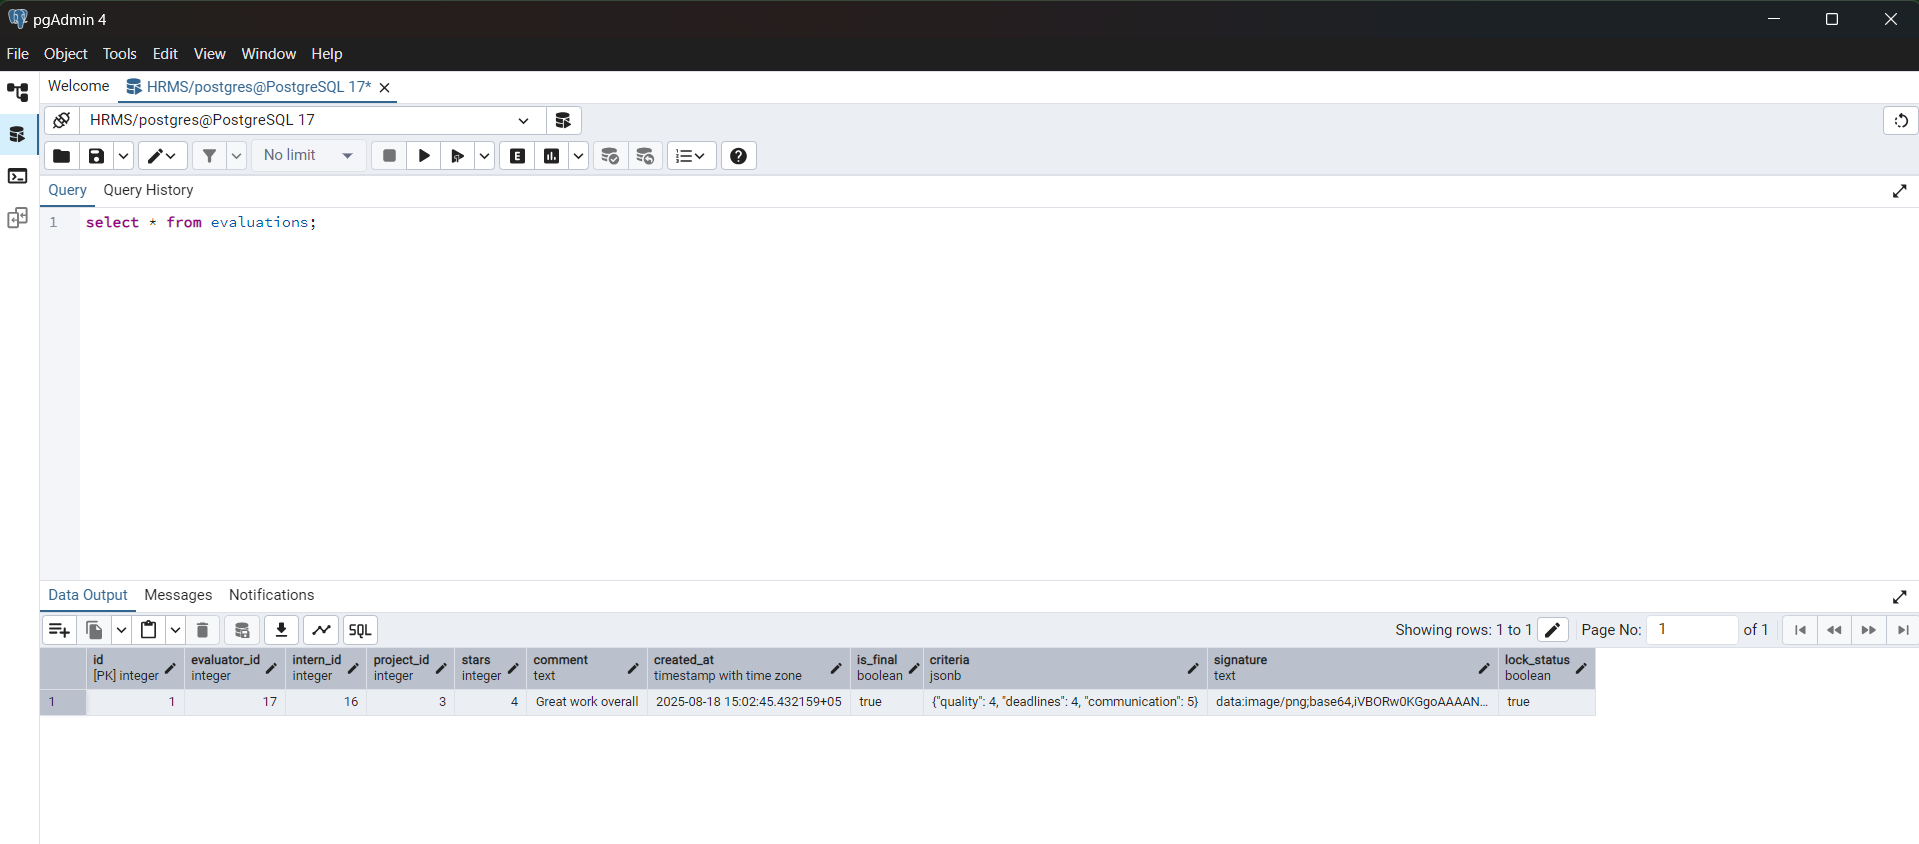 pgAdmin 4
File Object Tools Edit View Window Help
Welcome HRMS/postgres@PostgreSQL 17*
HRMS/postgres@PostgreSQL 17
No limit E
Query Query History
1 select * from evaluations;
Data Output Messages Notifications
SQL Showing rows: 1 to 1 Page No: 1 of 1
id evaluator_id intern_id project_id stars comment created_at is_final criteria signature lock_status
[PK] integer integer integer integer integer text timestamp with time zone boolean jsonb text boolean
1 1 17 16 3 4 Great work overall 2025-08-18 15:02:45.432159+05 true {"quality": 4, "deadlines": 4, "communication": 5} data:image/png;base64,iVBORw0KGgoAAAAN... true